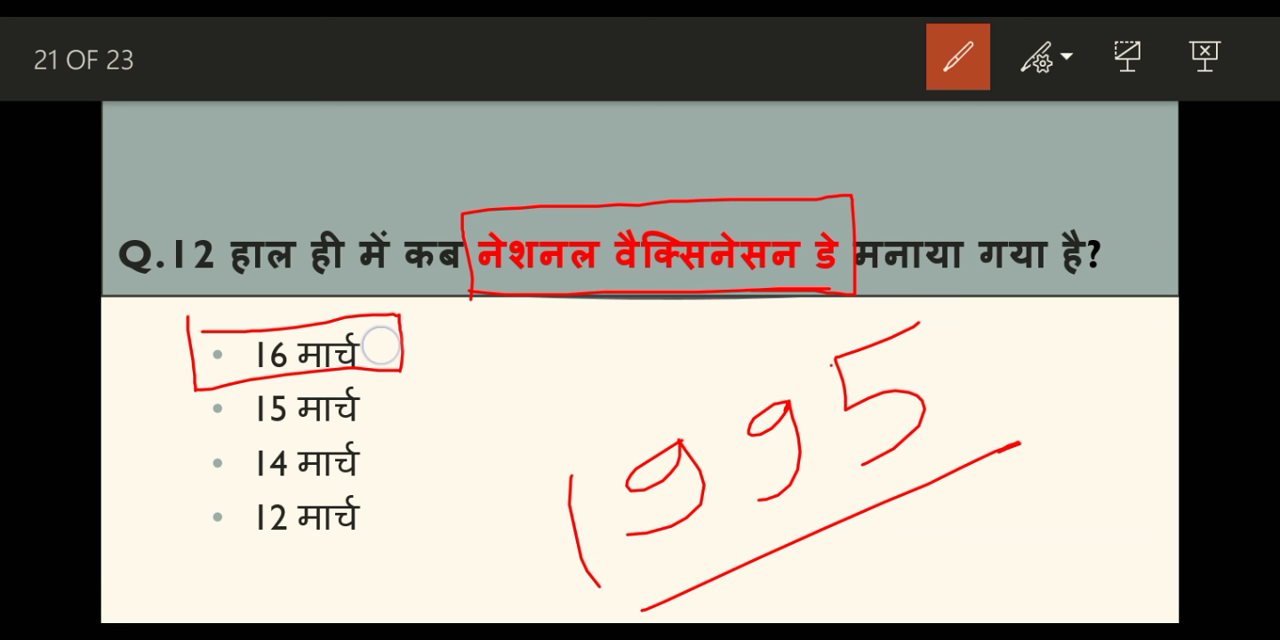 21 OF 23
Q.12 हाल ही में कब नेशनल वैक्सिनेसन डे मनाया गया है?
• 16 मार्च
• 15 मार्च
• 14 मार्च
• 12 मार्च
1995